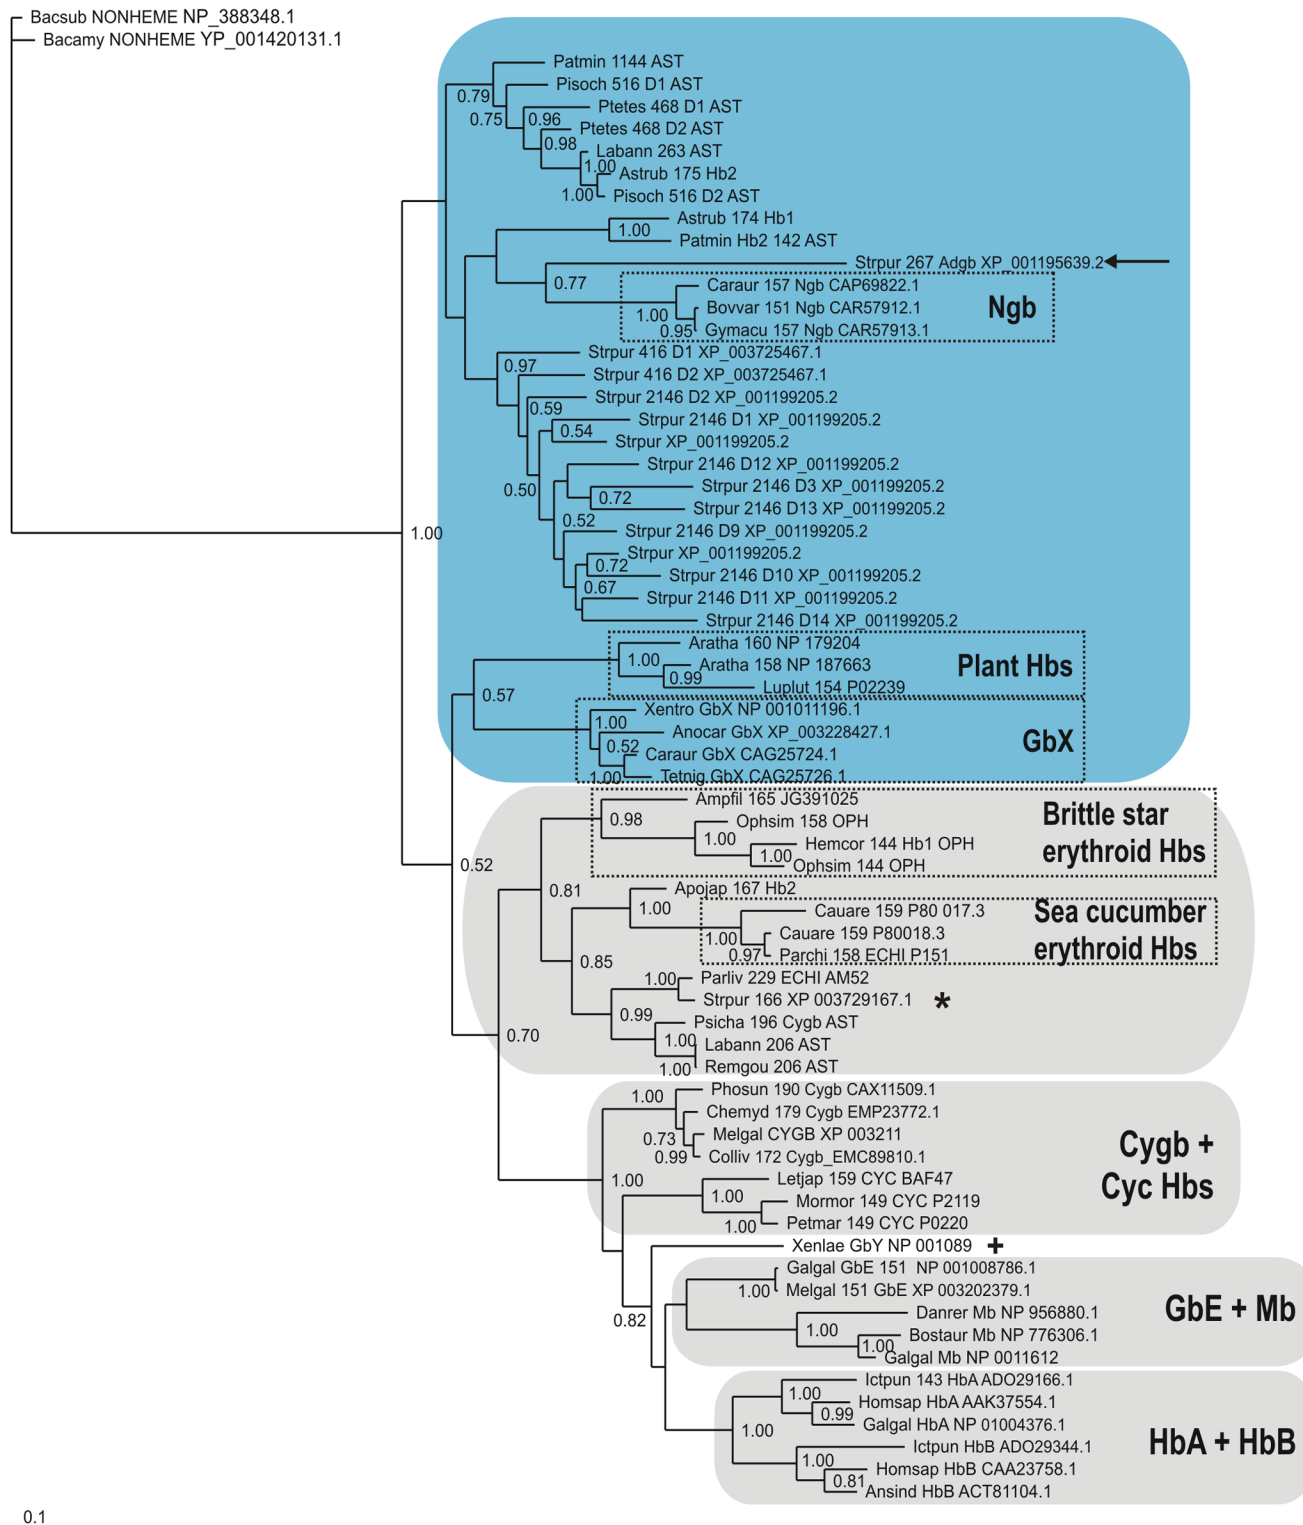 Bacsub NONHEME NP_388348.1
Bacamy NONHEME YP_001420131.1
Patmin 1144 AST
0.79
Pisoch 516 D1 AST
0.75
Ptetes 468 D1 AST
0.96
Ptetes 468 D2 AST
0.98
Labann 263 AST
1.00
Astrub 175 Hb2
1.00
Pisoch 516 D2 AST
Astrub 174 Hb1
1.00
Patmin Hb2 142 AST
Strpur 267 Adgb XP_001195639.2
0.77
Caraur 157 Ngb CAP69822.1
Ngb
1.00
Bovvar 151 Ngb CAR57912.1
0.95
Gymacu 157 Ngb CAR57913.1
Strpur 416 D1 XP_003725467.1
0.97
Strpur 416 D2 XP_003725467.1
Strpur 2146 D2 XP_001199205.2
0.59
Strpur 2146 D1 XP_001199205.2
0.54
Strpur XP_001199205.2
Strpur 2146 D12 XP_001199205.2
0.50
Strpur 2146 D3 XP_001199205.2
0.72
Strpur 2146 D13 XP_001199205.2
0.52
Strpur 2146 D9 XP_001199205.2
1.00
Strpur XP_001199205.2
0.72
Strpur 2146 D10 XP_001199205.2
0.67
Strpur 2146 D11 XP_001199205.2
Strpur 2146 D14 XP_001199205.2
Aratha 160 NP 179204
1.00
Plant Hbs
Aratha 158 NP 187663
0.99
Luplut 154 P02239
0.57
Xentro GbX NP 001011196.1
1.00
Anocar GbX XP_003228427.1
GbX
0.52
Caraur GbX CAG25724.1
1.00
Tetnig GbX CAG25726.1
Ampfil 165 JG391025
Brittle star
erythroid Hbs
0.98
Ophsim 158 OPH
1.00
Hemcor 144 Hb1 OPH
1.00
Ophsim 144 OPH
0.52
0.81
Apojap 167 Hb2
1.00
Cauare 159 P80 017.3
Sea cucumber
erythroid Hbs
1.00
Cauare 159 P80018.3
0.97
Parchi 158 ECHI P151
0.85
1.00
Parliv 229 ECHI AM52
Strpur 166 XP 003729167.1 *
0.99
Psicha 196 Cygb AST
0.70
1.00
Labann 206 AST
1.00
Remgou 206 AST
1.00
Phosun 190 Cygb CAX11509.1
Chemyd 179 Cygb EMP23772.1
0.73
Melgal CYGB XP 003211
0.99
Colliv 172 Cygb_EMC89810.1
Cygb +
Cyc Hbs
1.00
Letjap 159 CYC BAF47
1.00
Mormor 149 CYC P2119
1.00
Petmar 149 CYC P0220
Xenlae GbY NP 001089 +
Galgal GbE 151 NP 001008786.1
1.00
Melgal 151 GbE XP 003202379.1
GbE + Mb
0.82
Danrer Mb NP 956880.1
1.00
Bostaur Mb NP 776306.1
1.00
Galgal Mb NP 0011612
Ictpun 143 HbA ADO29166.1
1.00
Homsap HbA AAK37554.1
0.99
Galgal HbA NP 01004376.1
1.00
HbA + HbB
Ictpun HbB ADO29344.1
1.00
Homsap HbB CAA23758.1
0.81
Ansind HbB ACT81104.1
0.1